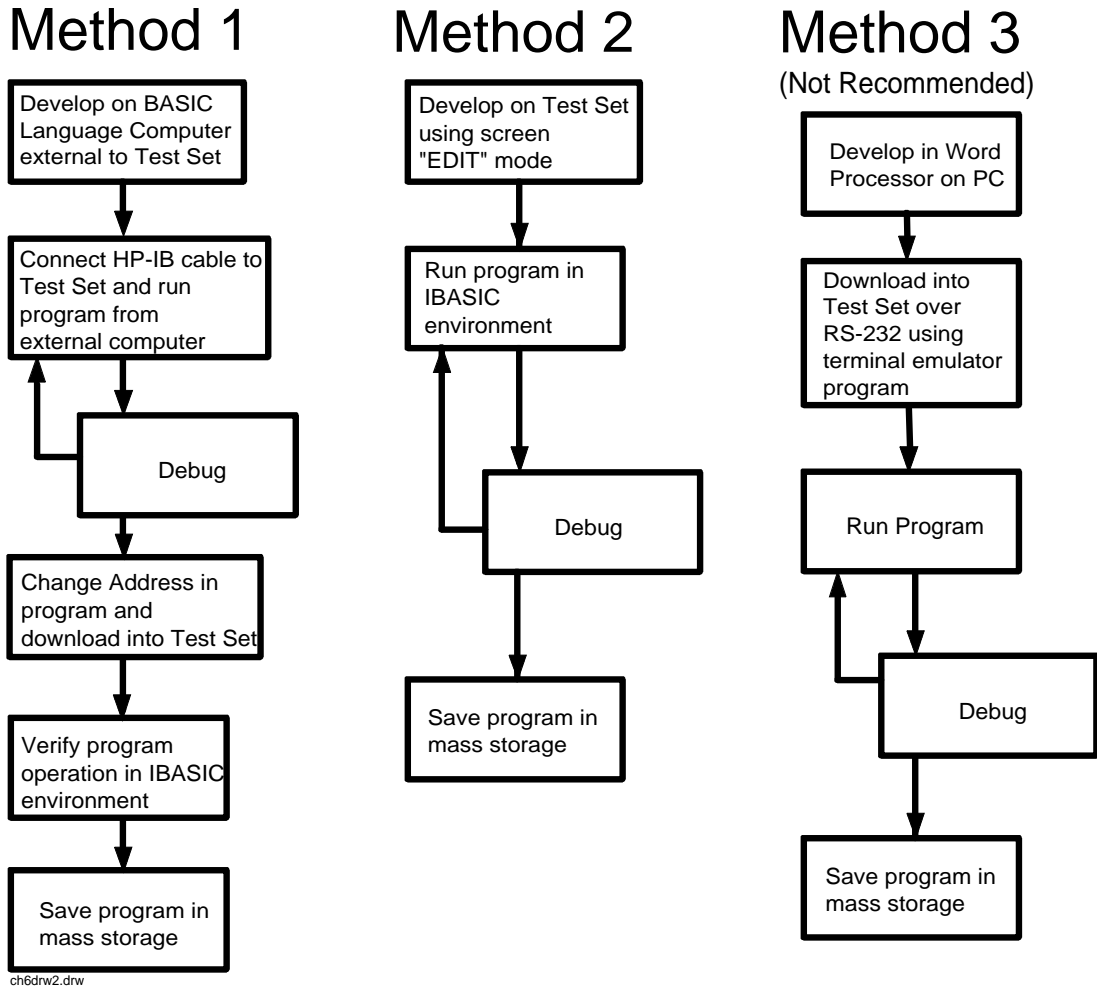 Method 1
Develop on BASIC
Language Computer
external to Test Set
Connect HP-IB cable to
Test Set and run
program from
external computer
Debug
Change Address in
program and
download into Test Set
Verify program
operation in IBASIC
environment
Save program in
mass storage
ch6drw2.drw
Method 2
Develop on Test Set
using screen
"EDIT" mode
Run program in
IBASIC
environment
Debug
Save program in
mass storage
Method 3
(Not Recommended)
Develop in Word
Processor on PC
Download into
Test Set over
RS-232 using
terminal emulator
program
Run Program
Debug
Save program in
mass storage